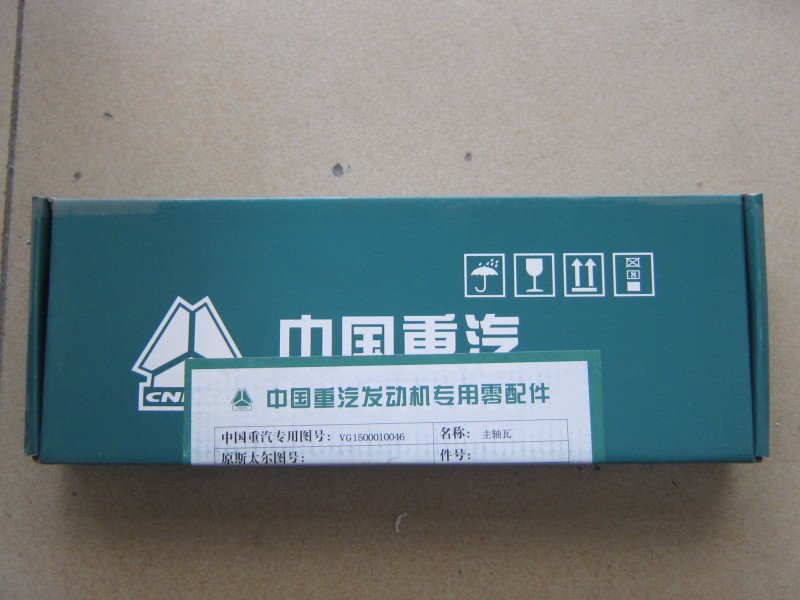 中国重汽
中国重汽发动机专用零配件
中国重汽专用图号: VG1500010046 名称: 主轴瓦
原斯太尔图号: 件号: